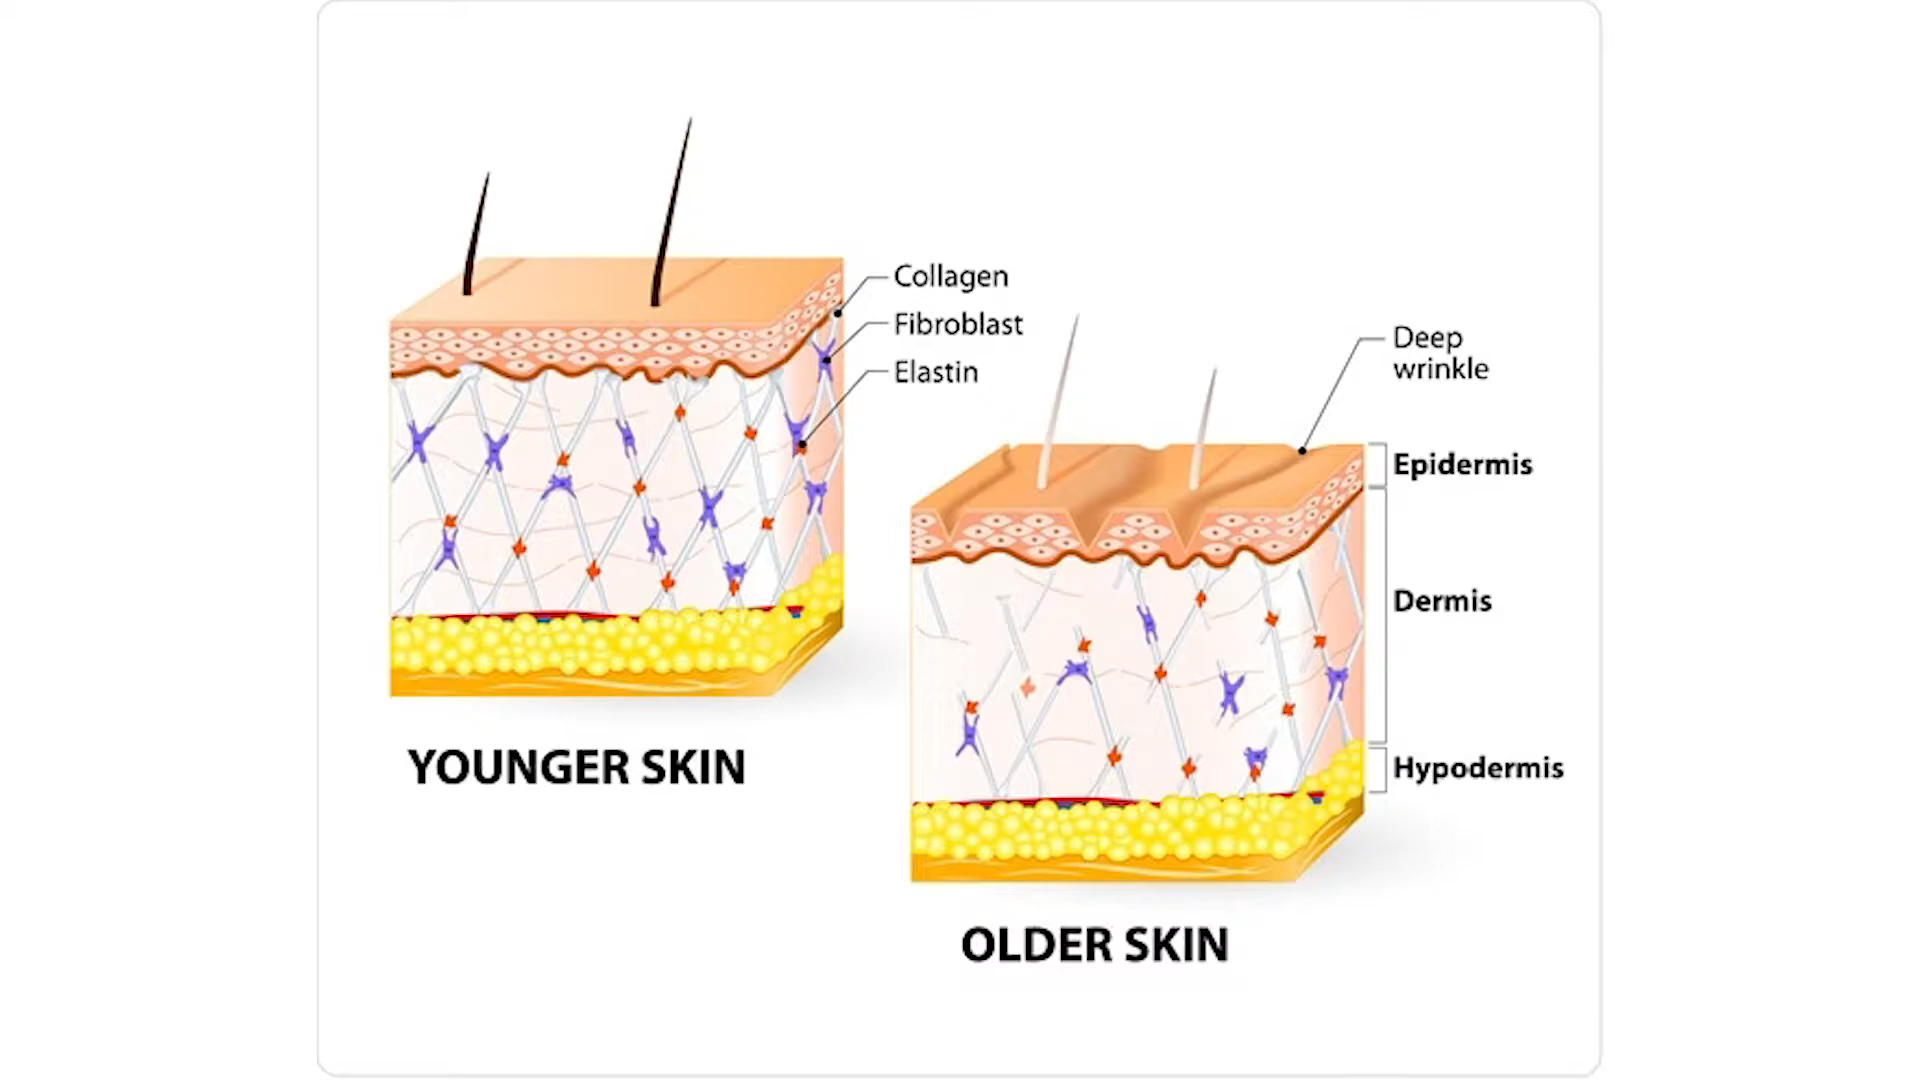 Collagen
Fibroblast
Elastin
Deep
wrinkle
Epidermis
Dermis
Hypodermis
YOUNGER SKIN
OLDER SKIN